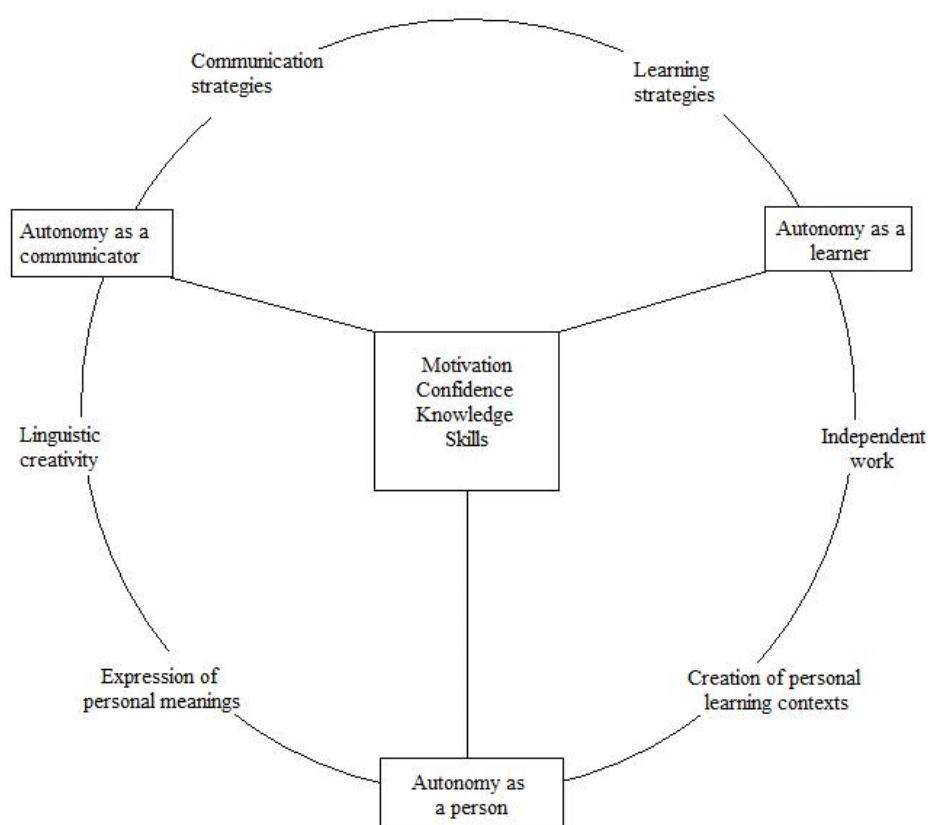 Communication
strategies
Learning
strategies
Autonomy as a
communicator
Autonomy as a
learner
Motivation
Confidence
Knowledge
Skills
Linguistic
creativity
Independent
work
Expression of
personal meanings
Creation of personal
learning contexts
Autonomy as
a person